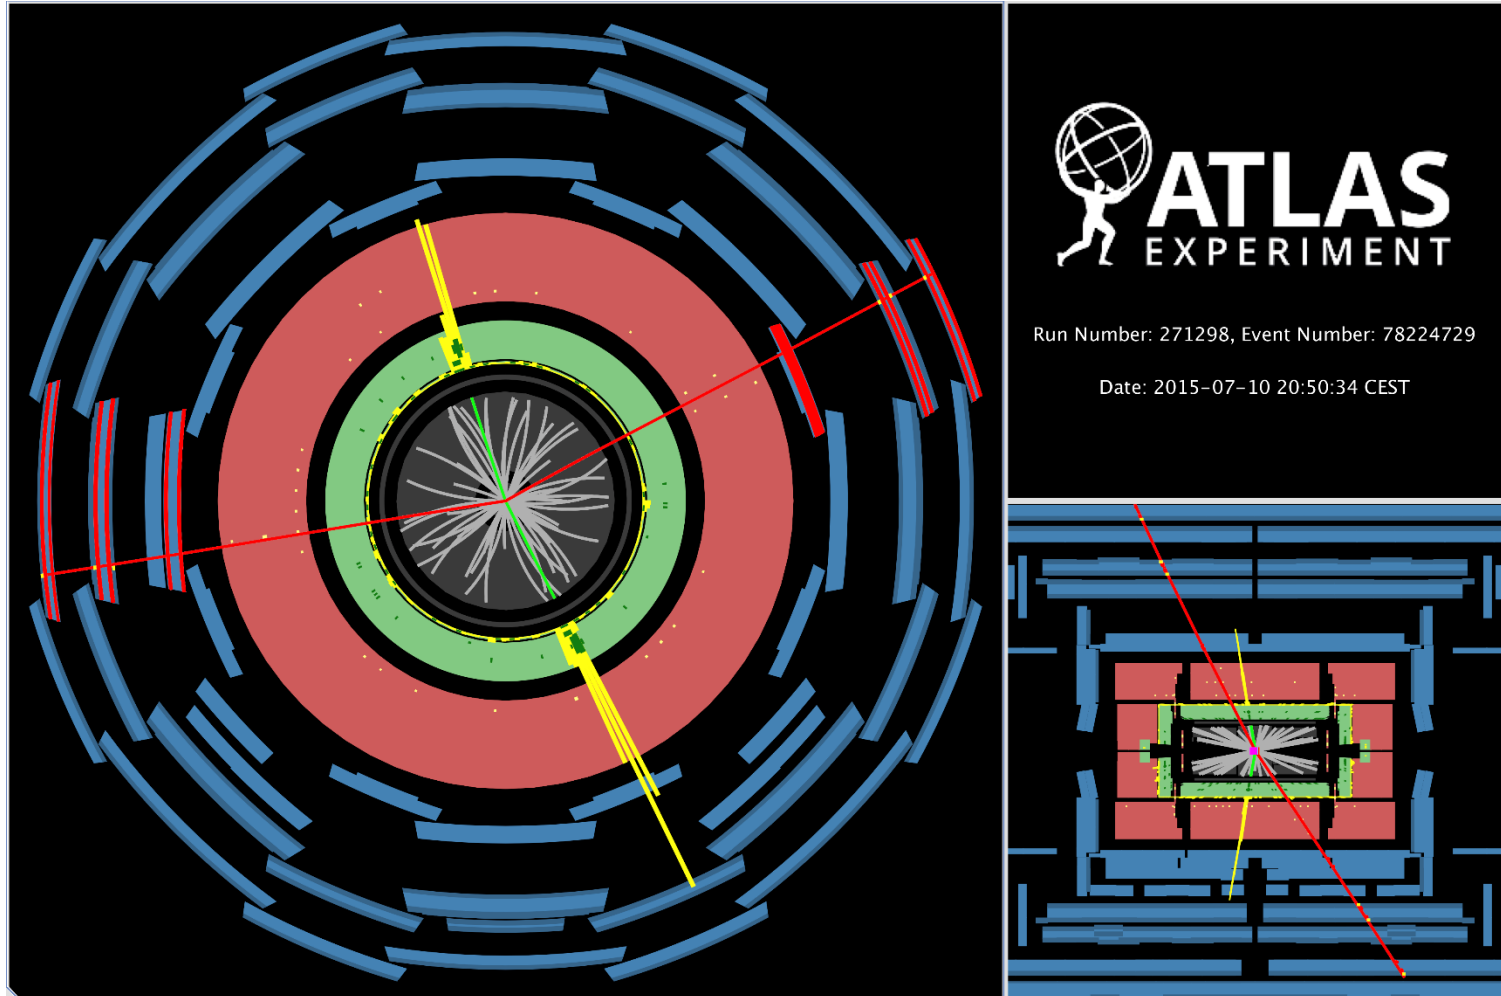 ATLAS
EXPERIMENT
Run Number: 271298, Event Number: 78224729
Date: 2015-07-10 20:50:34 CEST